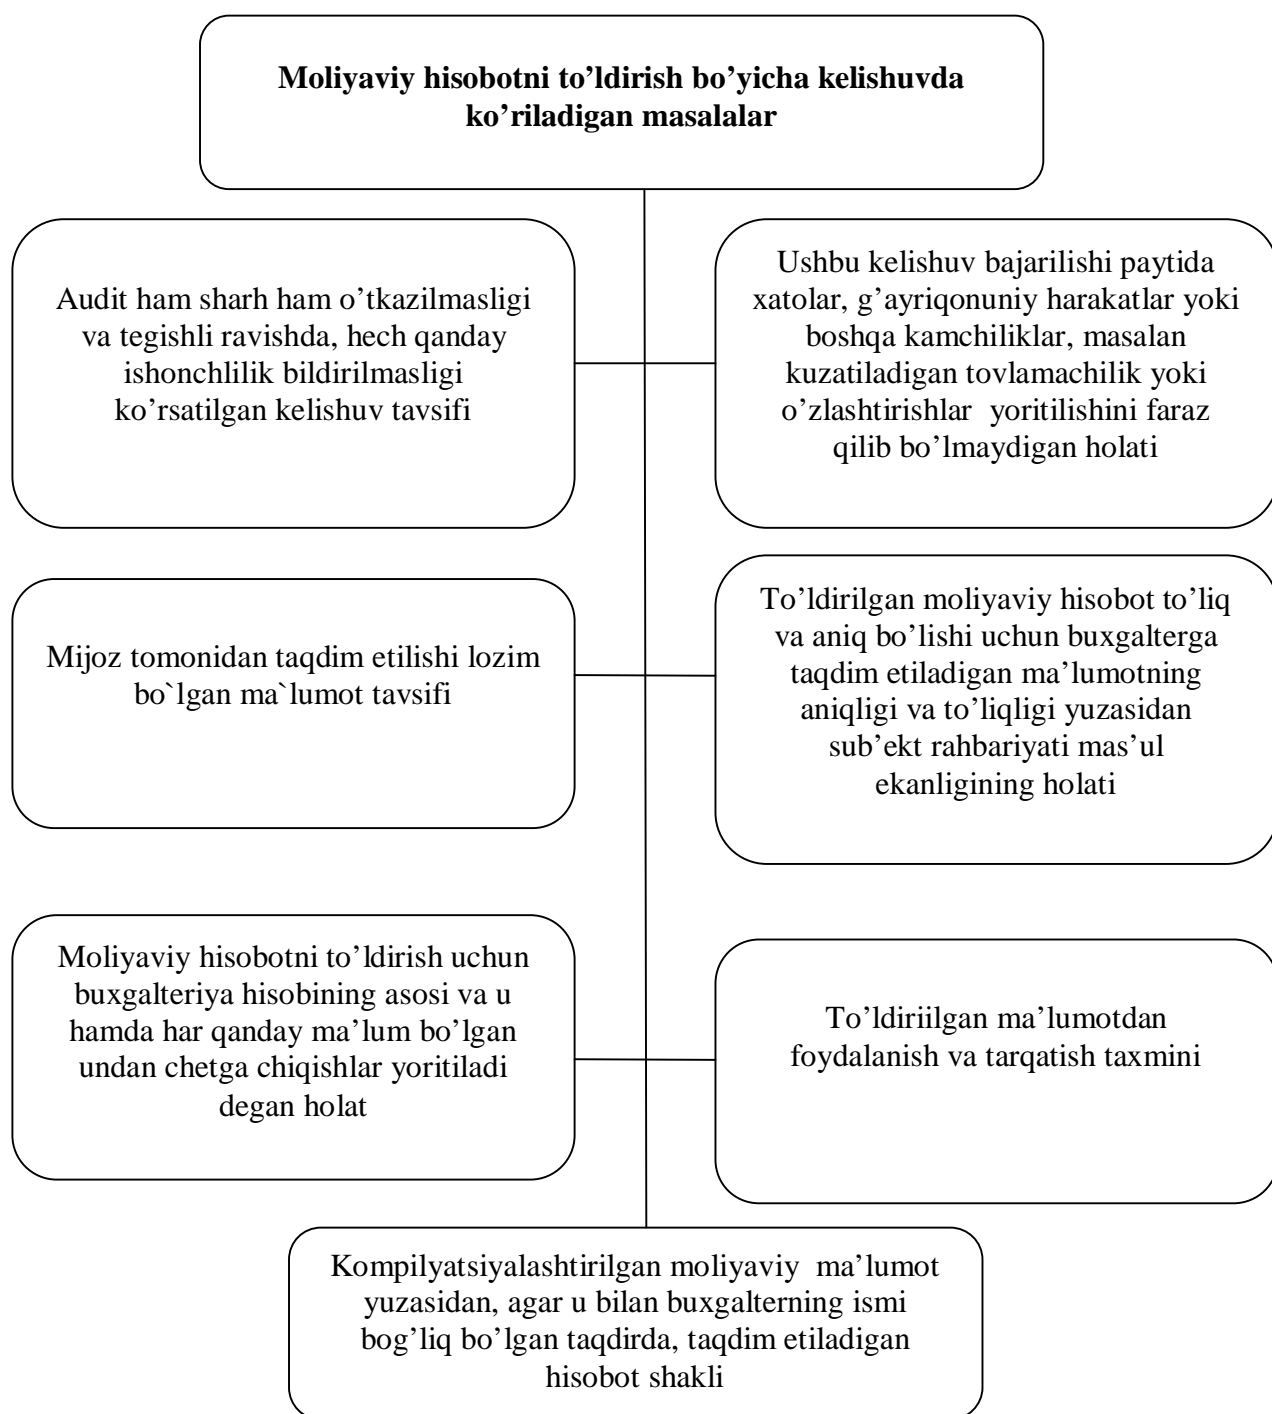 Moliyaviy hisobotni to’ldirish bo’yicha kelishuvda
ko’riladigan masalalar
Audit ham sharh ham o’tkazilmasligi
va tegishli ravishda, hech qanday
ishonchlilik bildirilmasligi
ko’rsatilgan kelishuv tavsifi
Ushbu kelishuv bajarilishi paytida
xatolar, g’ayriqonuniy harakatlar yoki
boshqa kamchiliklar, masalan
kuzatiladigan tovlamachilik yoki
o’zlashtirishlar yoritilishini faraz
qilib bo’lmaydigan holati
Mijoz tomonidan taqdim etilishi lozim
bo`lgan ma`lumot tavsifi
To’ldirilgan moliyaviy hisobot to’liq
va aniq bo’lishi uchun buxgalterga
taqdim etiladigan ma’lumotning
aniqligi va to’liqligi yuzasidan
sub’ekt rahbariyati mas’ul
ekanligining holati
Moliyaviy hisobotni to’ldirish uchun
buxgalteriya hisobining asosi va u
hamda har qanday ma’lum bo’lgan
undan chetga chiqishlar yoritiladi
degan holat
To’ldiriilgan ma’lumotdan
foydalanish va tarqatish taxmini
Kompilyatsiyalashtirilgan moliyaviy ma’lumot
yuzasidan, agar u bilan buxgalterning ismi
bog’liq bo’lgan taqdirda, taqdim etiladigan
hisobot shakli